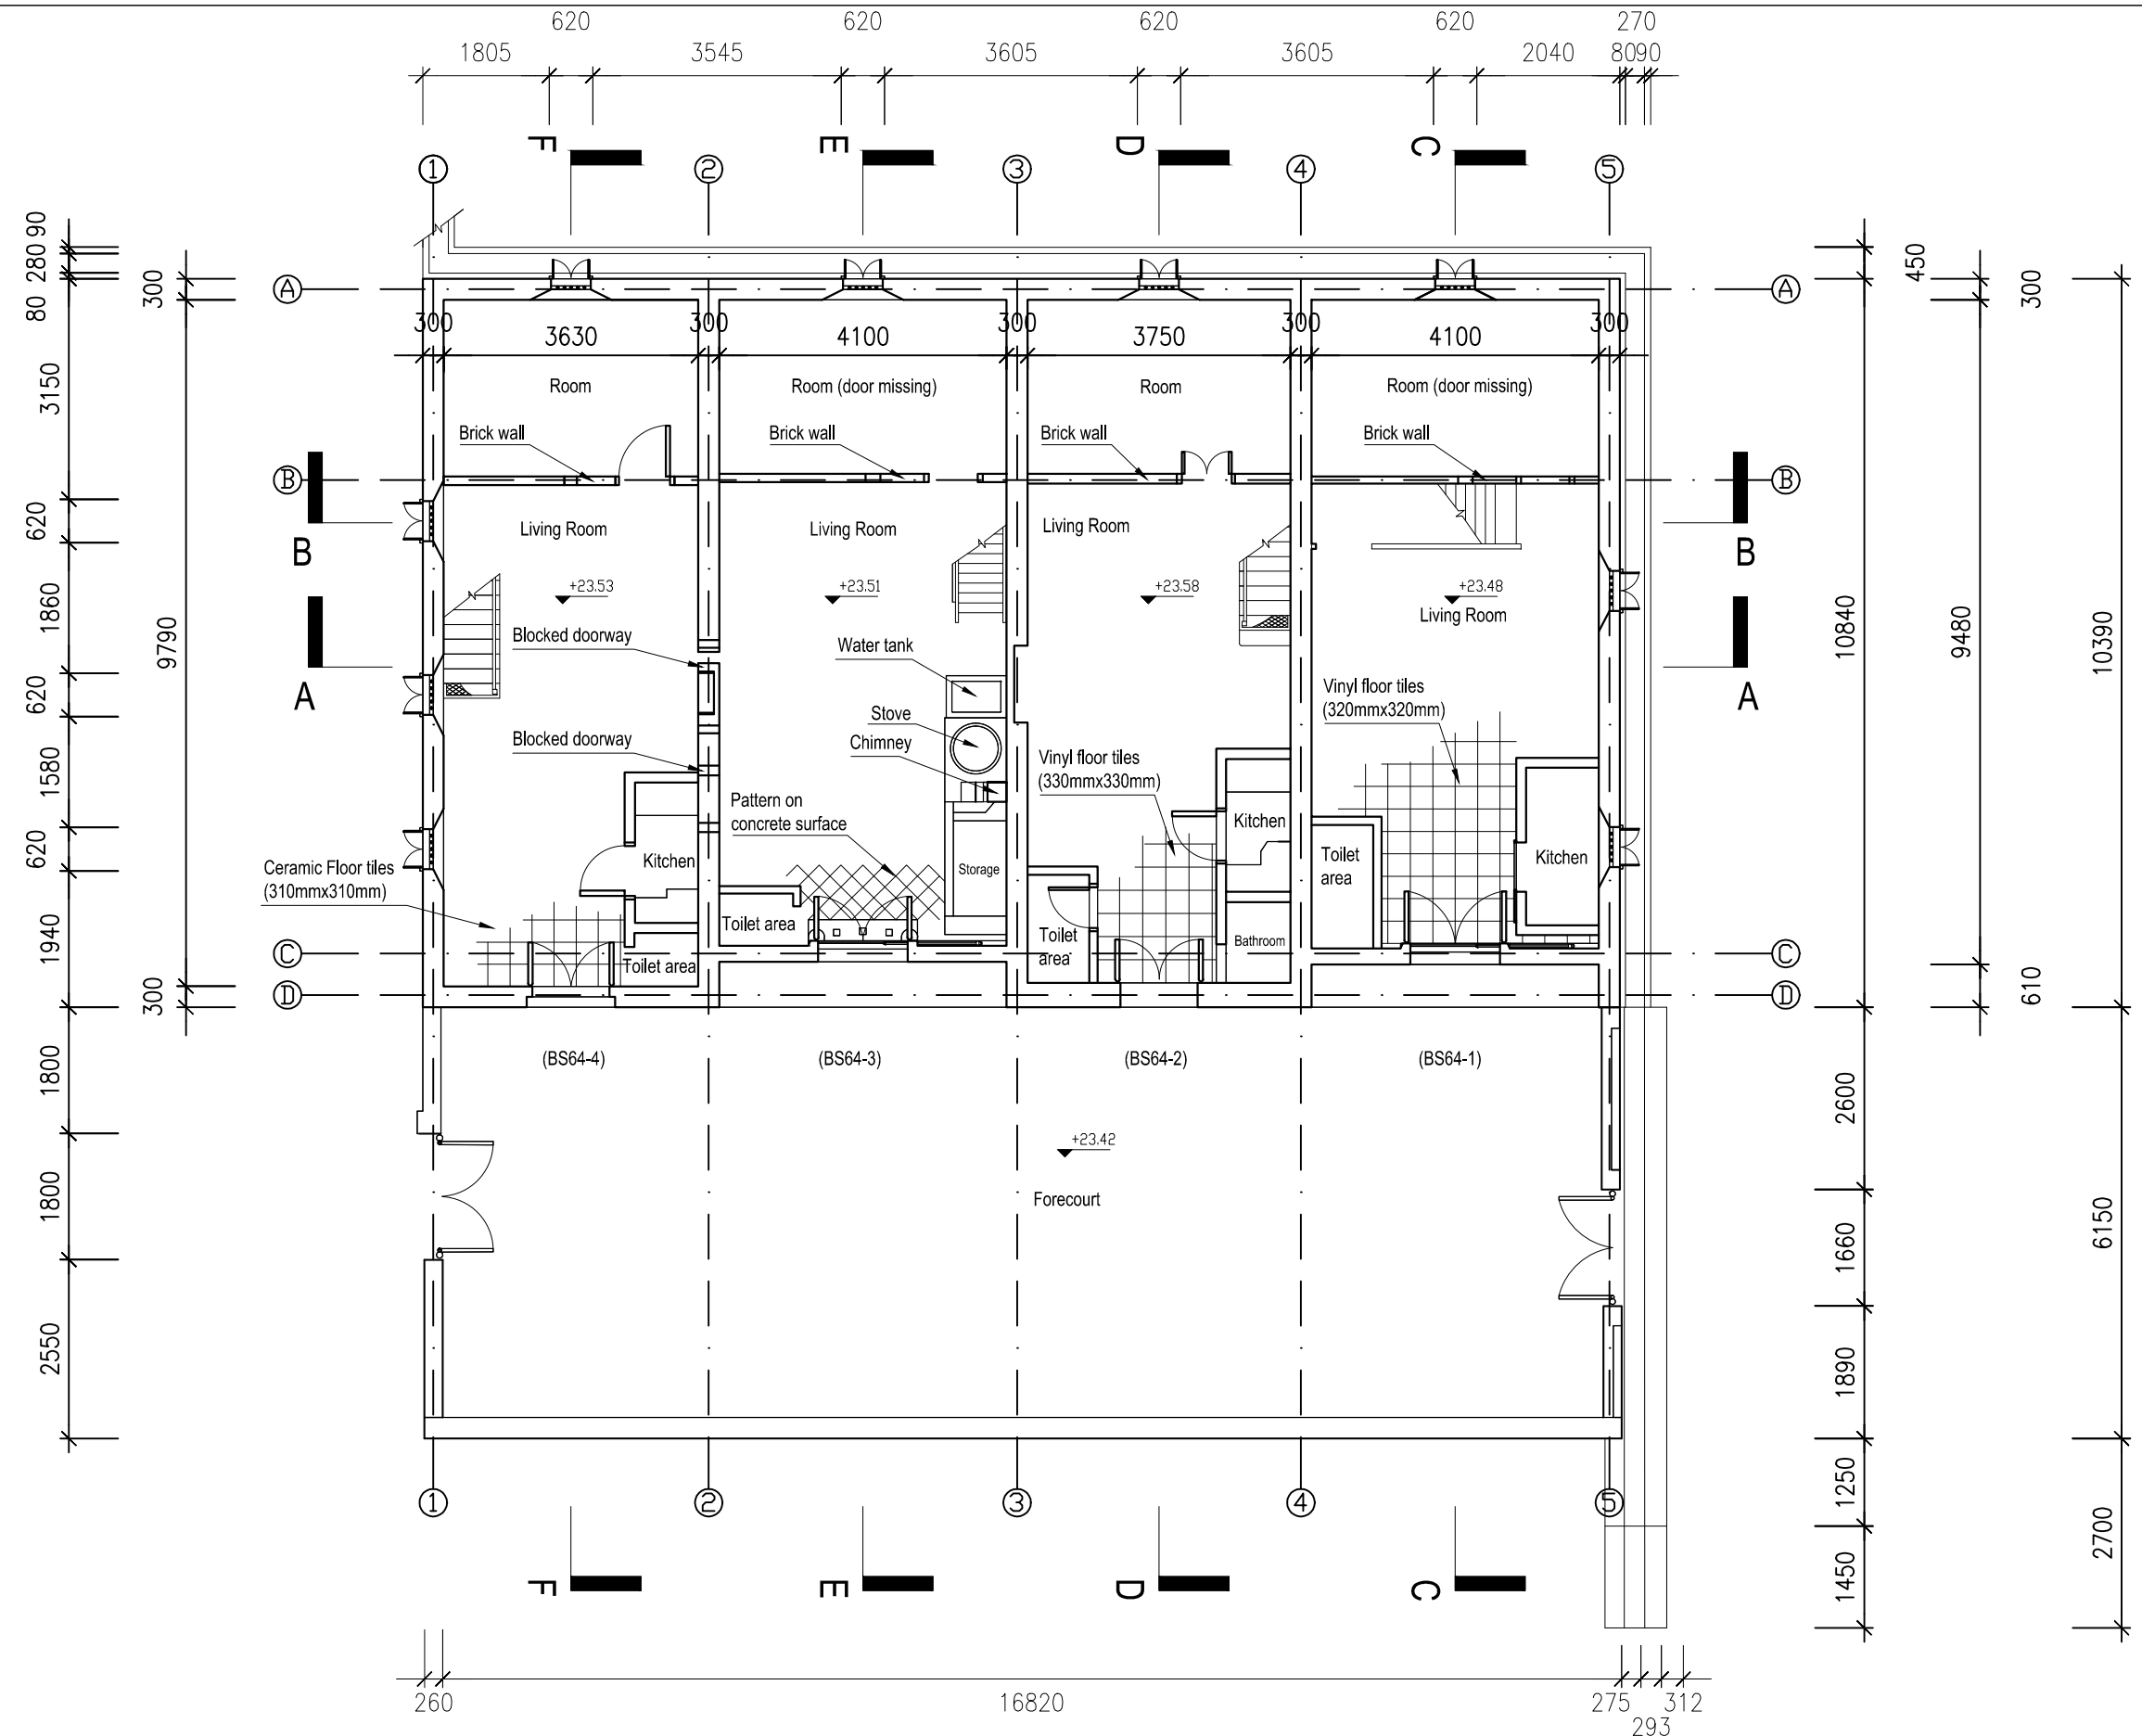 620 620 620 620 270
1805 3545 3605 3605 2040 80 90
F E D C
1 2 3 4 5
90
280
80
3150
620
1860
620
1580
620
1940
1800
1800
2550
300
9790
300
A A
B B
C C
D D
B B
A A
300 3630 300 4100 300 3750 300 4100 300
Room
Room (door missing)
Room
Room (door missing)
Brick wall
Brick wall
Brick wall
Brick wall
Living Room
Living Room
Living Room
+23.53
+23.51
+23.58
+23.48
Living Room
Blocked doorway
Water tank
Stove
Blocked doorway
Chimney
Vinyl floor tiles
(320mmx320mm)
Vinyl floor tiles
(330mmx330mm)
Pattern on
concrete surface
Ceramic Floor tiles
(310mmx310mm)
Kitchen
Storage
Kitchen
Toilet
area
Kitchen
Toilet area
Toilet area
Toilet
area
Bathroom
(BS64-4)
(BS64-3)
(BS64-2)
(BS64-1)
+23.42
Forecourt
450
10840
2600
1660
1890
1250
1450
9480
300
610
10390
6150
2700
1 2 3 4 5
F E D C
260 16820 275 312
293